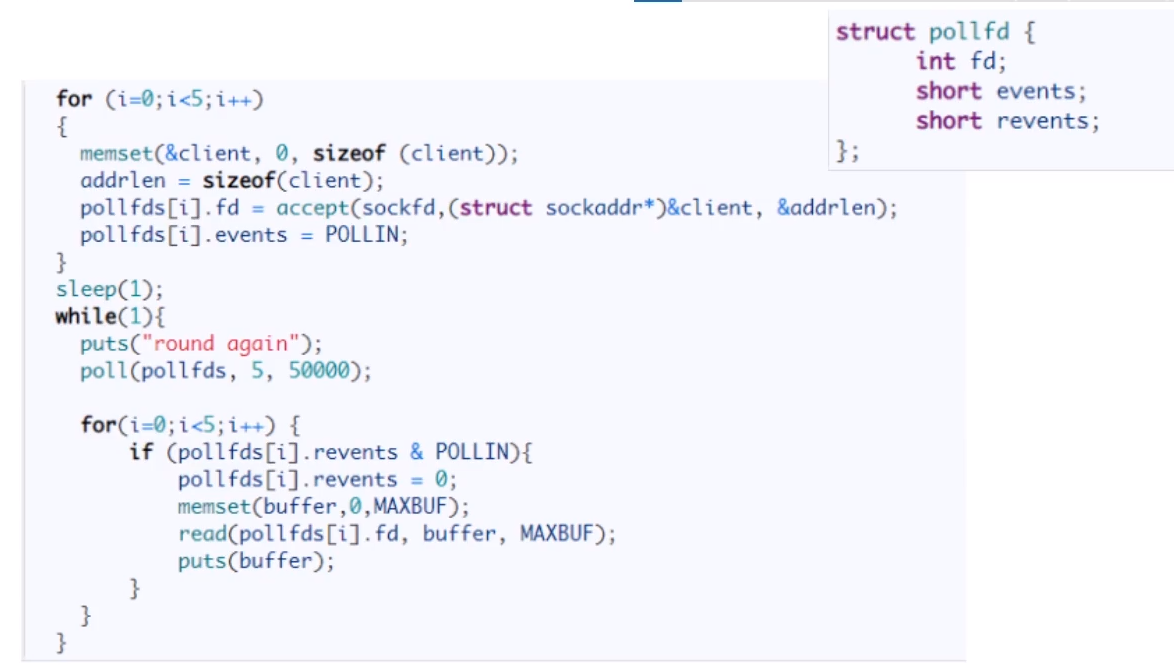 struct pollfd {
int fd;
short events;
short revents;
};
for (i=0;i<5;i++)
{
memset(&client, 0, sizeof (client));
addrlen = sizeof(client);
pollfds[i].fd = accept(sockfd,(struct sockaddr*)&client, &addrlen);
pollfds[i].events = POLLIN;
}
sleep(1);
while(1){
puts("round again");
poll(pollfds, 5, 50000);
for(i=0;i<5;i++) {
if (pollfds[i].revents & POLLIN){
pollfds[i].revents = 0;
memset(buffer,0,MAXBUF);
read(pollfds[i].fd, buffer, MAXBUF);
puts(buffer);
}
}
}